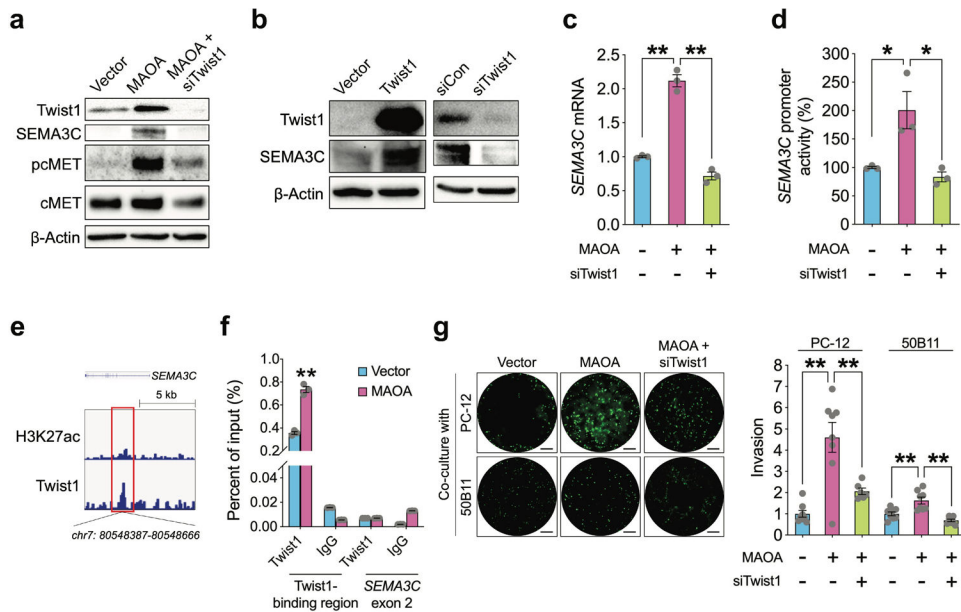 a
Vector
MAOA
MAOA +
siTwist1
Twist1
SEMA3C
pcMET
cMET
β-Actin
b
Vector
Twist1
siCon
siTwist1
Twist1
SEMA3C
β-Actin
c
SEMA3C mRNA
2.5
2.0
1.5
1.0
0.5
0.0
** **
MAOA - + +
siTwist1 - - +
d
SEMA3C promoter
activity (%)
350
300
250
200
150
100
50
0
* *
MAOA - + +
siTwist1 - - +
e
SEMA3C
5 kb
H3K27ac
Twist1
chr7: 80548387-80548666
f
Percent of input (%)
1.0
0.8
0.6
0.4
0.2
0.02
0.01
0.00
**
Vector
MAOA
Twist1
IgG
Twist1
IgG
Twist1-
binding region
SEMA3C
exon 2
g
Co-culture with
PC-12
50B11
Vector
MAOA
MAOA +
siTwist1
PC-12 50B11
Invasion
8
7
6
5
4
3
2
1
0
** **
** **
MAOA - + + - + +
siTwist1 - - + - - +